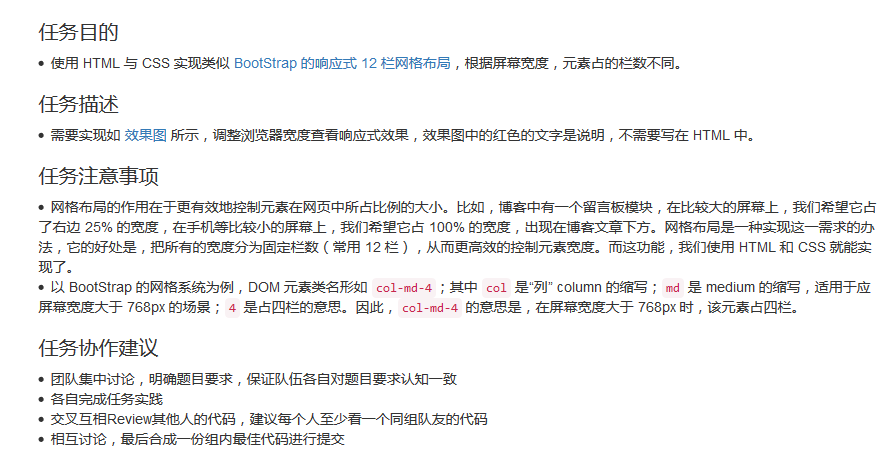 任务目的
● 使用 HTML 与 CSS 实现类似 BootStrap 的响应式 12 栏网格布局，根据屏幕宽度，元素占的栏数不同。
任务描述
● 需要实现如 效果图 所示，调整浏览器宽度查看响应式效果，效果图中的红色的文字是说明，不需要写在 HTML 中。
任务注意事项
● 网格布局的作用在于更有效地控制元素在网页中所占比例的大小。比如，博客中有一个留言板模块，在比较大的屏幕上，我们希望它占
了右边 25% 的宽度，在手机等比较小的屏幕上，我们希望它占 100% 的宽度，出现在博客文章下方。网格布局是一种实现这一需求的办
法，它的好处是，把所有的宽度分为固定栏数（常用 12 栏），从而更高效的控制元素宽度。而这功能，我们使用 HTML 和 CSS 就能实
现了。
● 以 BootStrap 的网格系统为例，DOM 元素类名形如 col-md-4；其中 col 是“列” column 的缩写；md 是 medium 的缩写，适用于应
屏幕宽度大于 768px 的场景；4 是占四栏的意思。因此，col-md-4 的意思是，在屏幕宽度大于 768px 时，该元素占四栏。
任务协作建议
● 团队集中讨论，明确题目要求，保证队伍各自对题目要求认知一致
● 各自完成任务实践
● 交叉互相Review其他人的代码，建议每个人至少看一个同组队友的代码
● 相互讨论，最后合成一份组内最佳代码进行提交